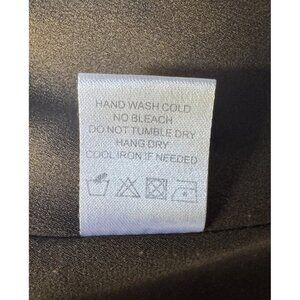 HAND WASH COLD
NO BLEACH
DO NOT TUMBLE DRY
HANG DRY
COOL IRON IF NEEDED